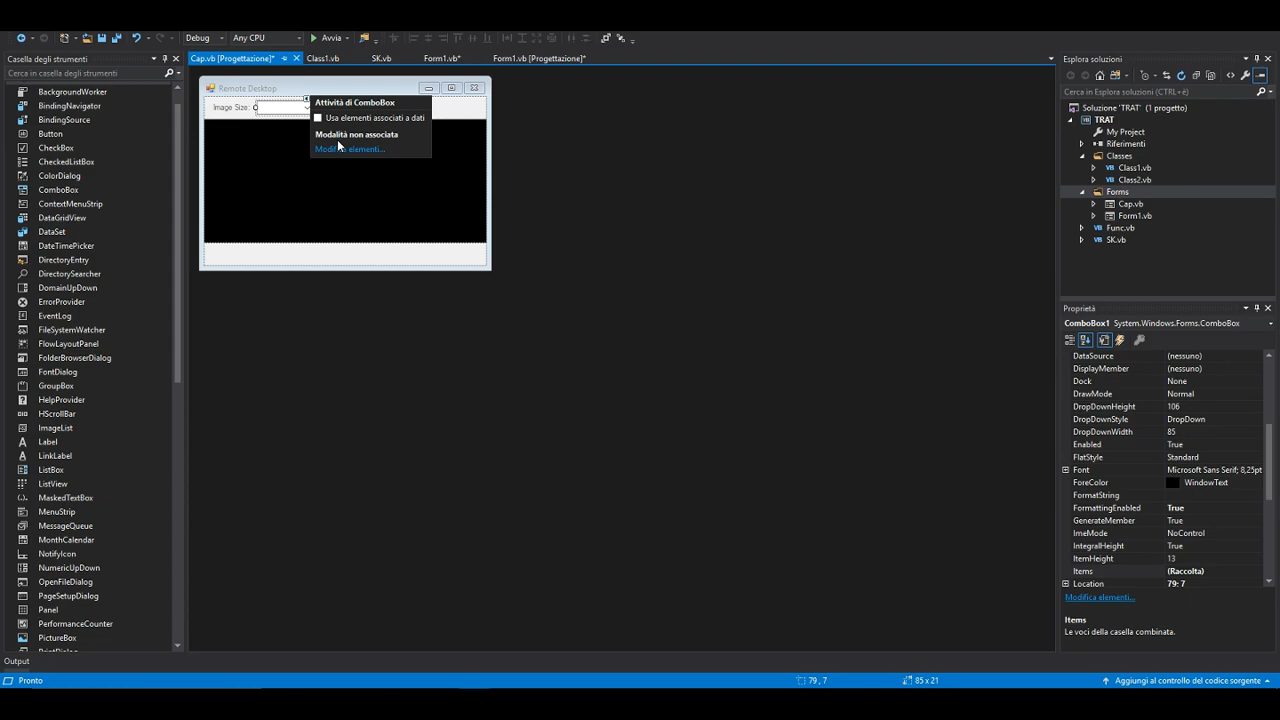 Debug Any CPU Avvia
Casella degli strumenti
Cerca in Casella degli strumenti
BackgroundWorker
BindingNavigator
BindingSource
Button
CheckBox
CheckedListBox
ColorDialog
ComboBox
ContextMenuStrip
DataGridView
DataSet
DateTimePicker
DirectoryEntry
DirectorySearcher
DomainUpDown
ErrorProvider
EventLog
FileSystemWatcher
FlowLayoutPanel
FolderBrowserDialog
FontDialog
GroupBox
HelpProvider
HScrollBar
ImageList
Label
LinkLabel
ListBox
ListView
MaskedTextBox
MenuStrip
MessageQueue
MonthCalendar
NotifyIcon
NumericUpDown
OpenFileDialog
PageSetupDialog
Panel
PerformanceCounter
PictureBox
PrintDialog
Cap.vb [Progettazione]* Class1.vb SK.vb Form1.vb* Form1.vb [Progettazione]*
Remote Desktop
Image Size:
Attività di ComboBox
Usa elementi associati a dati
Modalità non associata
Modifica elementi...
Esplora soluzioni
Cerca in Esplora soluzioni (Ctrl+è)
Soluzione 'TRAT' (1 progetto)
TRAT
My Project
Riferimenti
Classes
Class1.vb
Class2.vb
Forms
Cap.vb
Form1.vb
Func.vb
SK.vb
Proprietà
ComboBox1 System.Windows.Forms.ComboBox
DataSource (nessuno)
DisplayMember (nessuno)
Dock None
DrawMode Normal
DropDownHeight 106
DropDownStyle DropDown
DropDownWidth 85
Enabled True
FlatStyle Standard
Font Microsoft Sans Serif; 8,25pt
ForeColor WindowText
FormatString
FormattingEnabled True
GenerateMember True
ImeMode NoControl
IntegralHeight True
ItemHeight 13
Items (Raccolta)
Location 79; 7
Modifica elementi...
Items
Le voci della casella combinata.
Output
Pronto 79 , 7 85 x 21 Aggiungi al controllo del codice sorgente